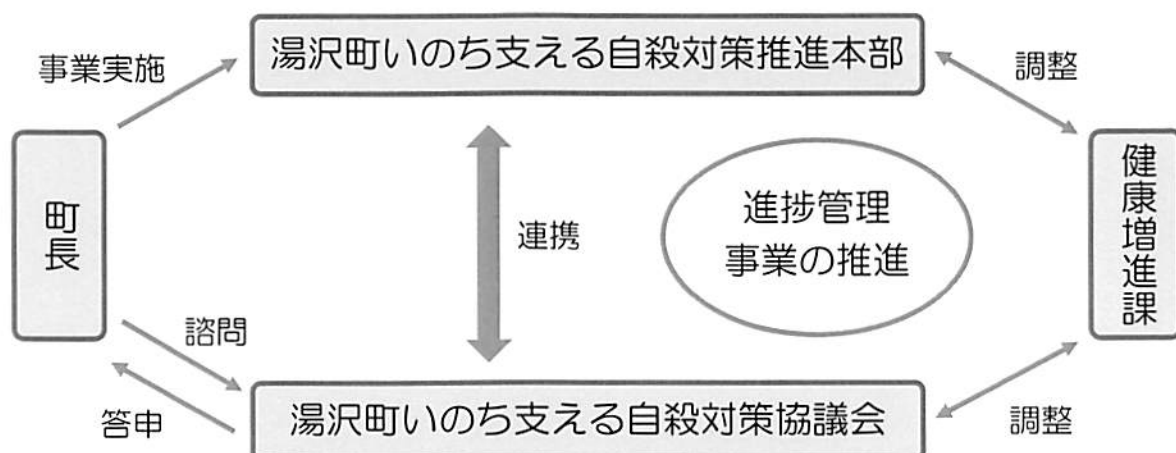 湯沢町いのち支える自殺対策推進本部
事業実施
調整
町長
連携
進捗管理
事業の推進
健康増進課
諮問
答申
湯沢町いのち支える自殺対策協議会
調整